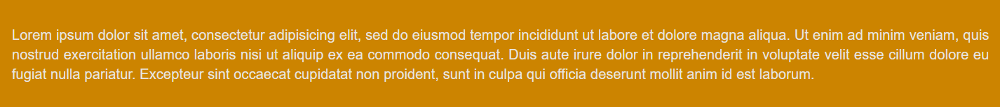 Lorem ipsum dolor sit amet, consectetur adipisicing elit, sed do eiusmod tempor incididunt ut labore et dolore magna aliqua. Ut enim ad minim veniam, quis
nostrud exercitation ullamco laboris nisi ut aliquip ex ea commodo consequat. Duis aute irure dolor in reprehenderit in voluptate velit esse cillum dolore eu
fugiat nulla pariatur. Excepteur sint occaecat cupidatat non proident, sunt in culpa qui officia deserunt mollit anim id est laborum.